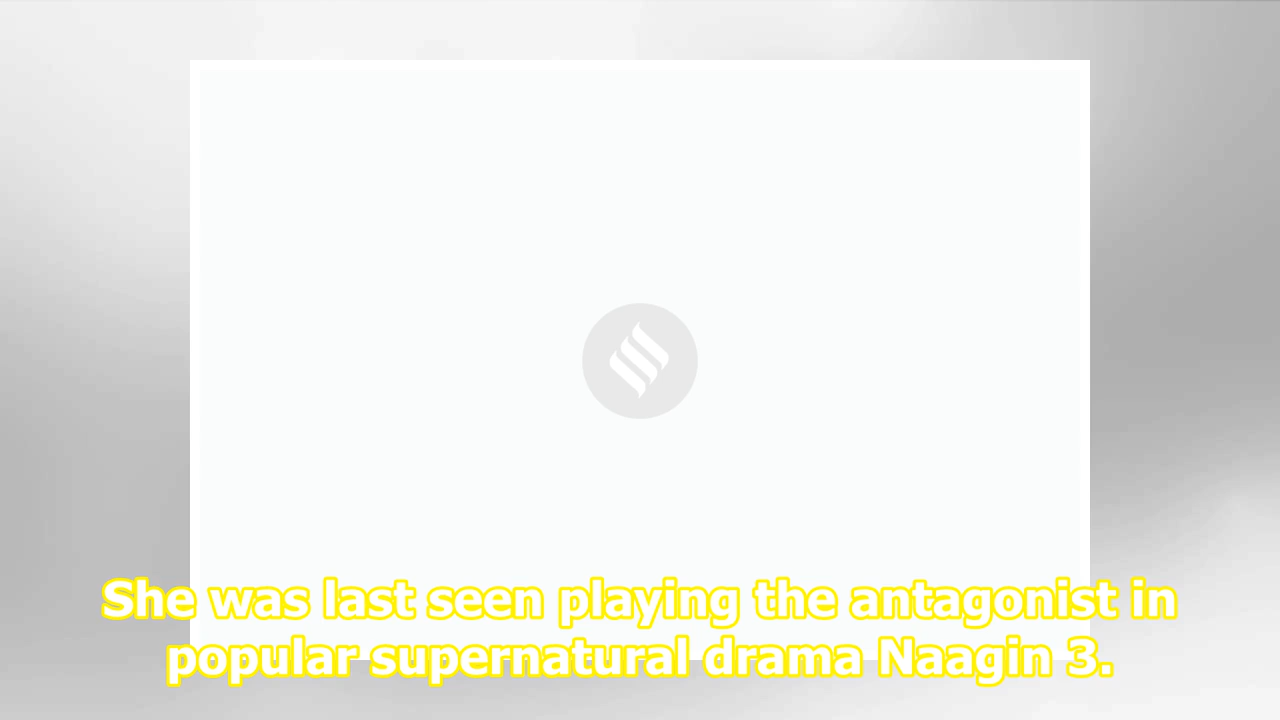 She was last seen playing the antagonist in
popular supernatural drama Naagin 3.